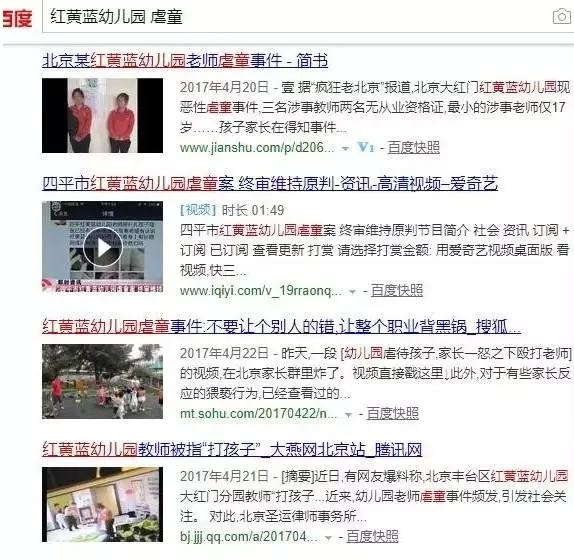 百度
红黄蓝幼儿园 虐童
北京某红黄蓝幼儿园老师虐童事件 - 简书
2017年4月20日 - 壹 据“疯狂老北京”报道,北京大红门红黄蓝幼儿园现
恶性虐童事件,三名涉事教师两名无从业资格证,最小的涉事老师仅17
岁……孩子家长在得知事件...
www.jianshu.com/p/d206... V1 - 百度快照
四平市红黄蓝幼儿园虐童案 终审维持原判-资讯-高清视频–爱奇艺
[视频] 时长 01:49
四平市红黄蓝幼儿园虐童案 终审维持原判节目简介 社会 资讯 订阅 +
订阅 已订阅 查看更新 打赏 请选择打赏金额: 用爱奇艺视频桌面版 看
视频,快三...
www.iqiyi.com/v_19rraonq... - 百度快照
红黄蓝幼儿园虐童事件:不要让个别人的错,让整个职业背黑锅_搜狐...
2017年4月22日 - 昨天,一段 [幼儿园虐待孩子,家长一怒之下殴打老师]
的视频,在北京家长群里炸了。视频直接戳这里↓此外,对于有些家长反
应的猥亵行为,已经查看过的...
mt.sohu.com/20170422/n... - 百度快照
红黄蓝幼儿园教师被指“打孩子”_大燕网北京站_腾讯网
2017年4月21日 - [摘要]近日,有网友爆料称,北京丰台区红黄蓝幼儿园
大红门分园教师“打孩子”...近来,幼儿园老师虐童事件频发,引发社会关
注。 对此,北京圣运律师事务所...
bj.jjj.qq.com/a/201704... - 百度快照